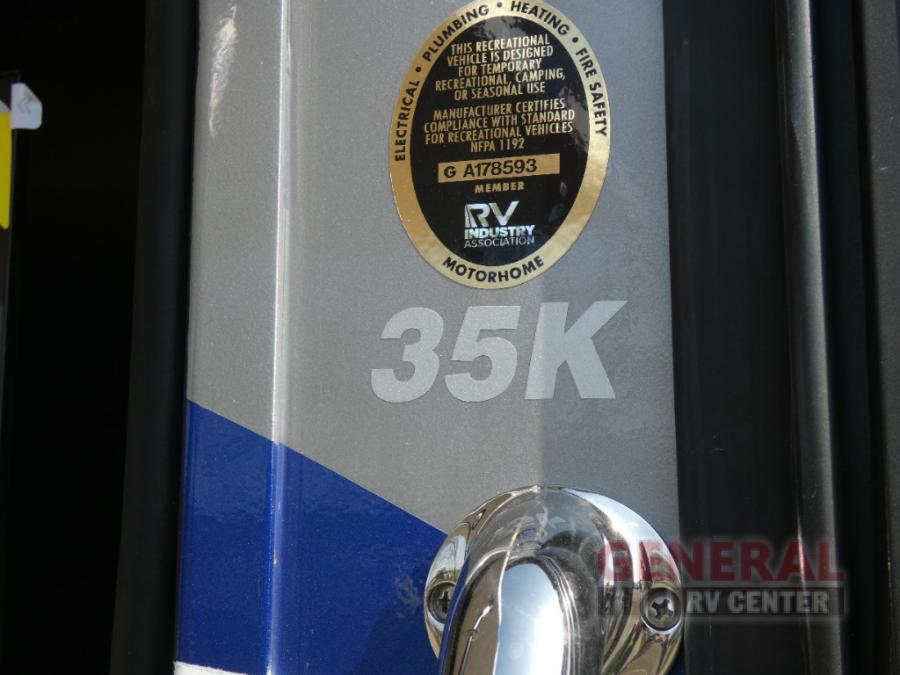 ELECTRICAL • PLUMBING • HEATING • FIRE SAFETY
THIS RECREATIONAL
VEHICLE IS DESIGNED
FOR TEMPORARY
RECREATIONAL, CAMPING,
OR SEASONAL USE
MANUFACTURER CERTIFIES
COMPLIANCE WITH STANDARD
FOR RECREATIONAL VEHICLES
NFPA 1192
G A178593
MEMBER
RV
INDUSTRY
ASSOCIATION
MOTORHOME
35K
GENERAL
RV CENTER